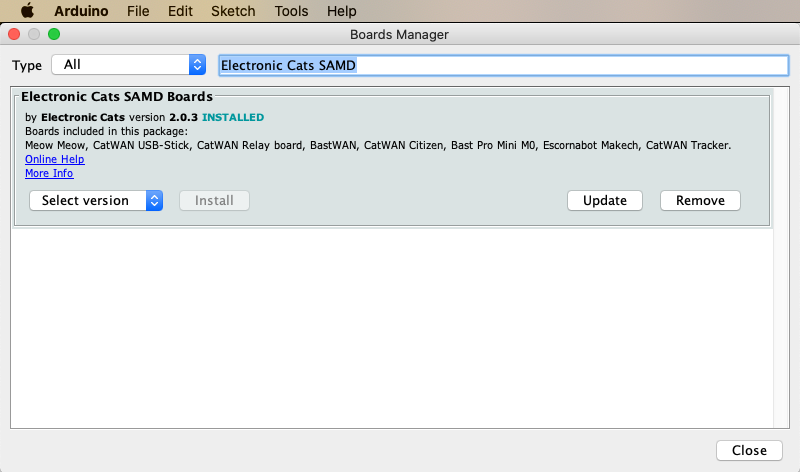 Arduino File Edit Sketch Tools Help
Boards Manager
Type All Electronic Cats SAMD
Electronic Cats SAMD Boards
by Electronic Cats version 2.0.3 INSTALLED
Boards included in this package:
Meow Meow, CatWAN USB-Stick, CatWAN Relay board, BastWAN, CatWAN Citizen, Bast Pro Mini M0, Escornabot Makech, CatWAN Tracker.
Online Help
More Info
Select version Install Update Remove
Close